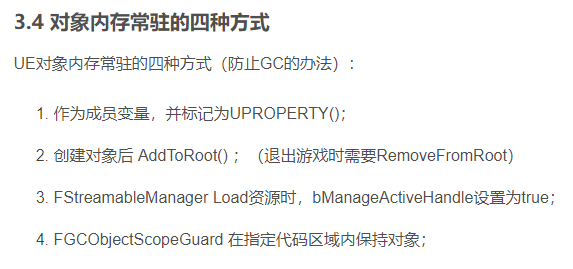 3.4 对象内存常驻的四种方式
UE对象内存常驻的四种方式（防止GC的办法）：
1. 作为成员变量，并标记为UPROPERTY()；
2. 创建对象后 AddToRoot() ；（退出游戏时需要RemoveFromRoot）
3. FStreamableManager Load资源时，bManageActiveHandle设置为true；
4. FGCObjectScopeGuard 在指定代码区域内保持对象；